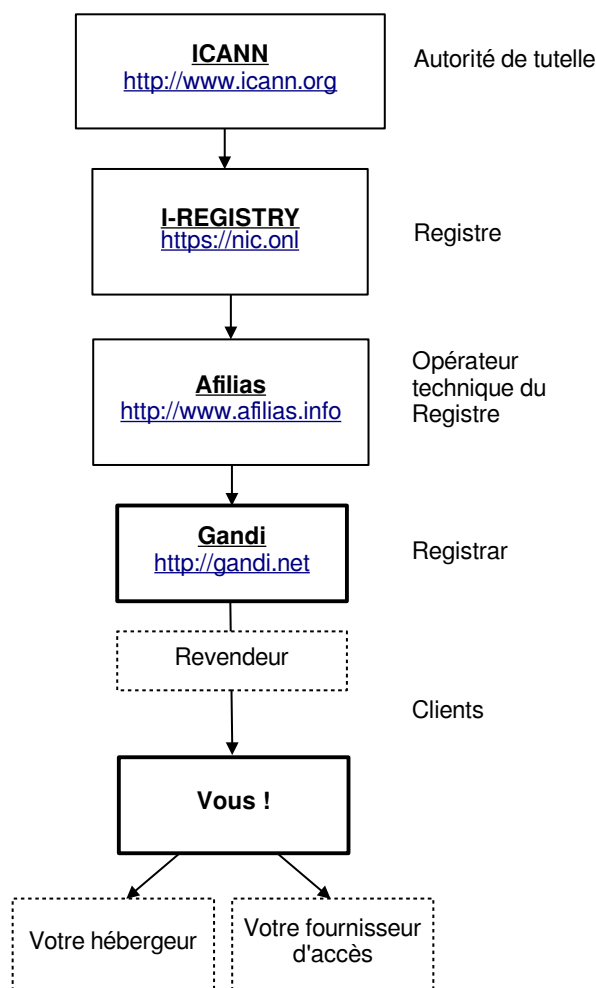 ICANN
http://www.icann.org
Autorité de tutelle
I-REGISTRY
https://nic.onl
Registre
Afilias
http://www.afilias.info
Opérateur
technique du
Registre
Gandi
http://gandi.net
Registrar
Revendeur
Clients
Vous !
Votre hébergeur
Votre fournisseur
d'accès